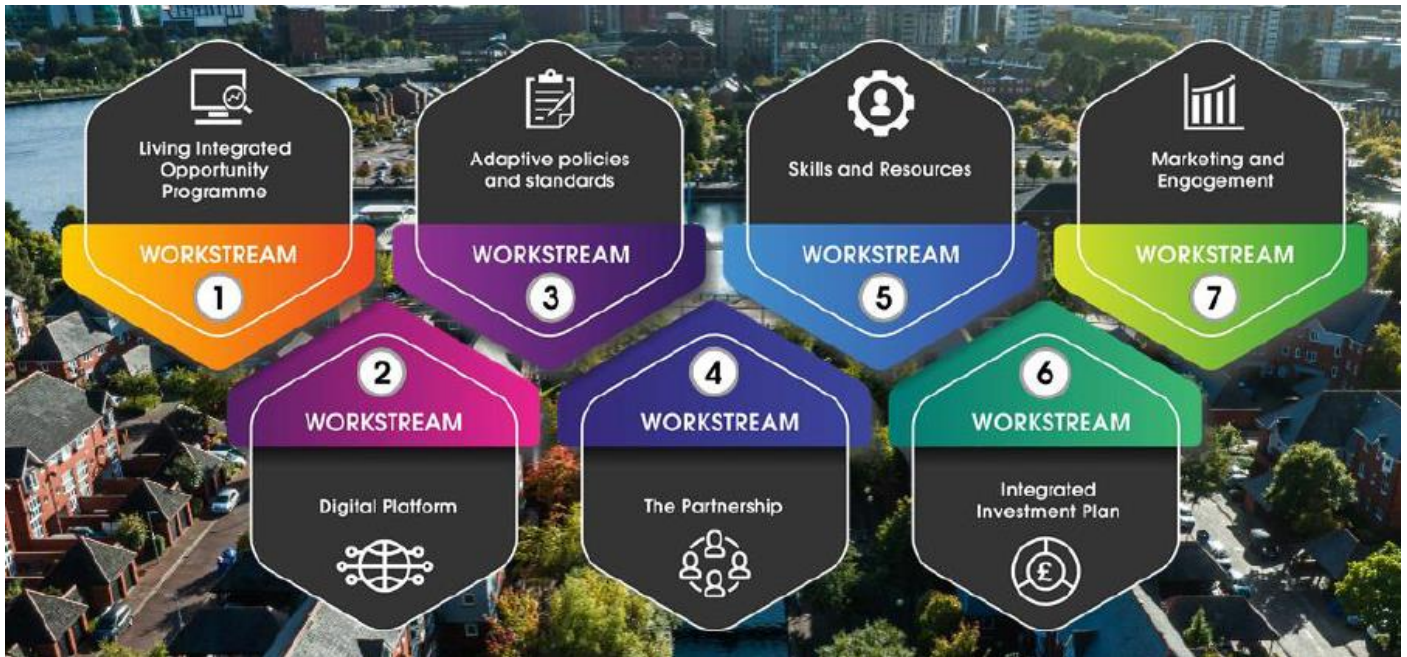 Living Integrated
Opportunity
Programme
WORKSTREAM
1
2
WORKSTREAM
Digital Platform
Adaptive policies
and standards
WORKSTREAM
3
4
WORKSTREAM
The Partnership
Skills and Resources
WORKSTREAM
5
6
WORKSTREAM
Integrated
Investment Plan
£
Marketing and
Engagement
WORKSTREAM
7